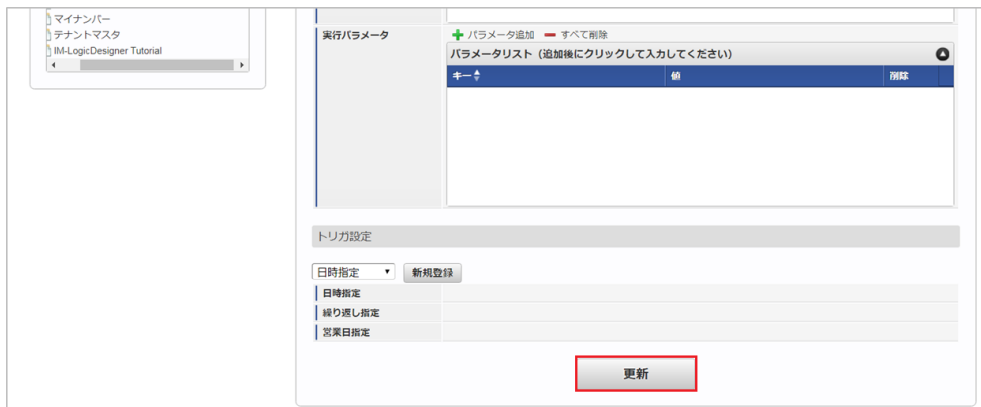 マイナンバー
テナントマスタ
IM-LogicDesigner Tutorial
実行パラメータ
パラメータ追加 すべて削除
パラメータリスト（追加後にクリックして入力してください）
キー 値 削除
トリガ設定
日時指定 新規登録
日時指定
繰り返し指定
営業日指定
更新